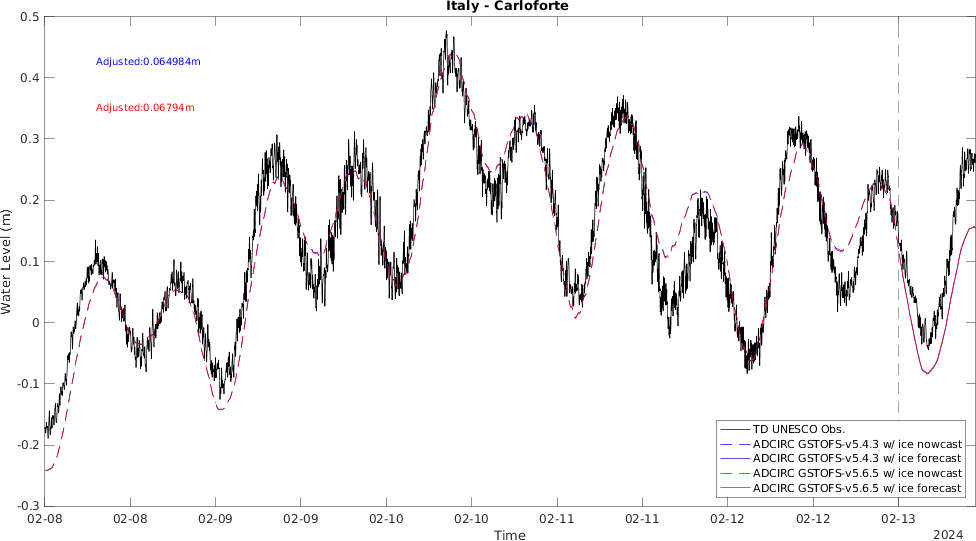 Italy - Carloforte
0.5
0.4
0.3
0.2
0.1
0
-0.1
-0.2
-0.3
Water Level (m)
Adjusted:0.064984m
Adjusted:0.06794m
TD UNESCO Obs.
ADCIRC GSTOFS-v5.4.3 w/ ice nowcast
ADCIRC GSTOFS-v5.4.3 w/ ice forecast
ADCIRC GSTOFS-v5.6.5 w/ ice nowcast
ADCIRC GSTOFS-v5.6.5 w/ ice forecast
02-08 02-08 02-09 02-09 02-10 02-10 02-11 02-11 02-12 02-12 02-13
Time
2024